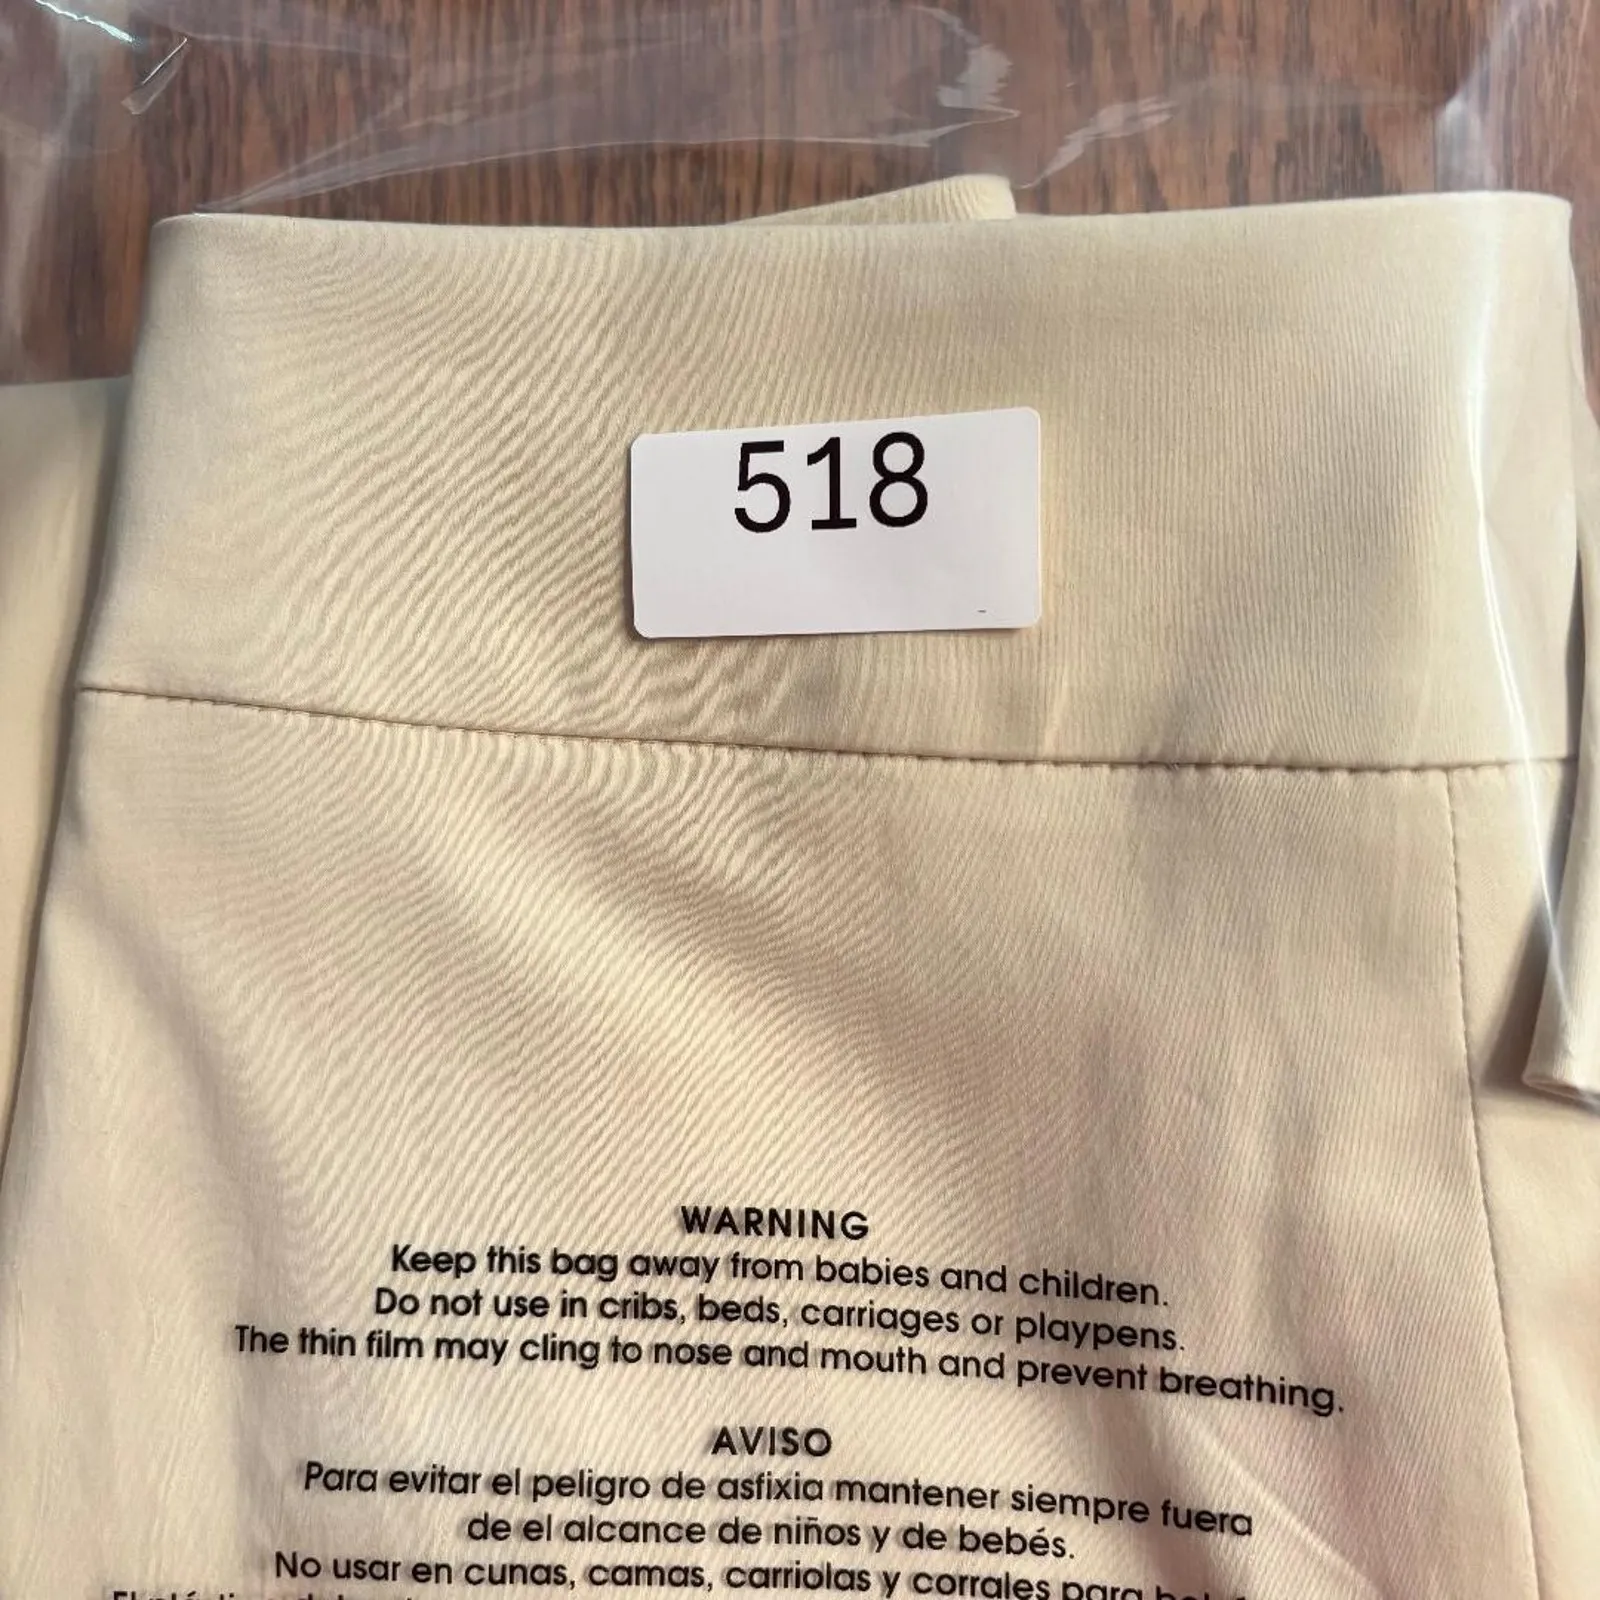 518
WARNING
Keep this bag away from babies and children.
Do not use in cribs, beds, carriages or playpens.
The thin film may cling to nose and mouth and prevent breathing.
AVISO
Para evitar el peligro de asfixia mantener siempre fuera
de el alcance de niños y de bebés.
No usar en cunas, camas, carriolas y corrales para